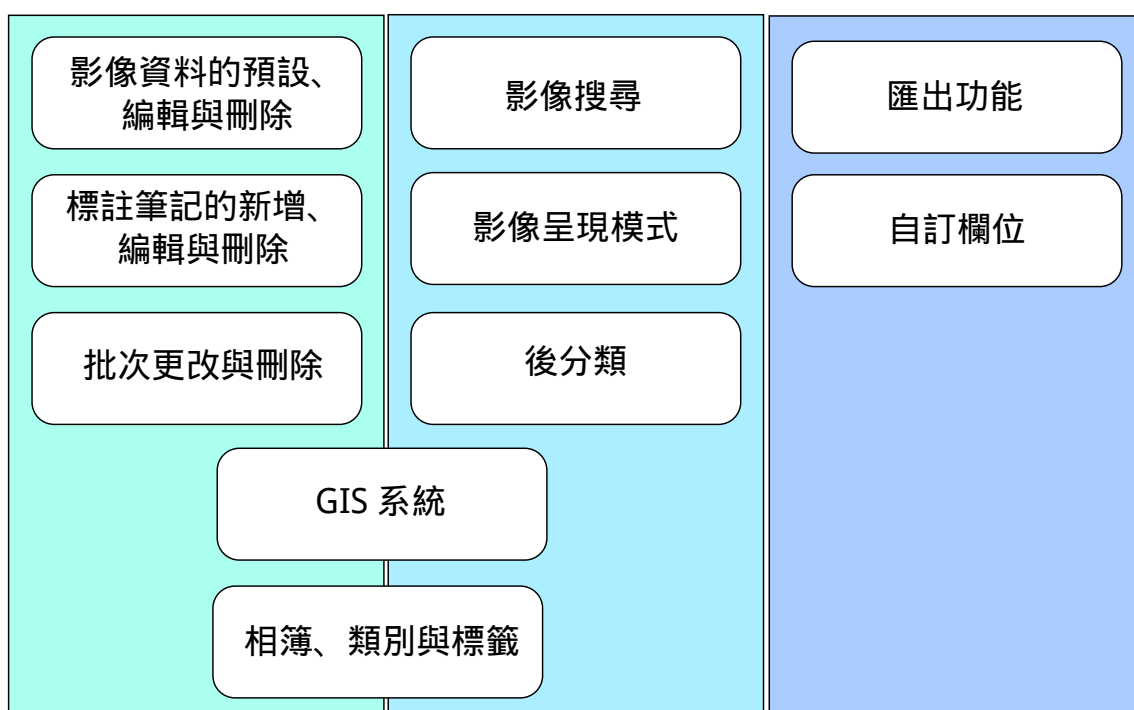 影像資料的預設、
編輯與刪除
標註筆記的新增、
編輯與刪除
批次更改與刪除
影像搜尋
影像呈現模式
後分類
GIS 系統
相簿、類別與標籤
匯出功能
自訂欄位